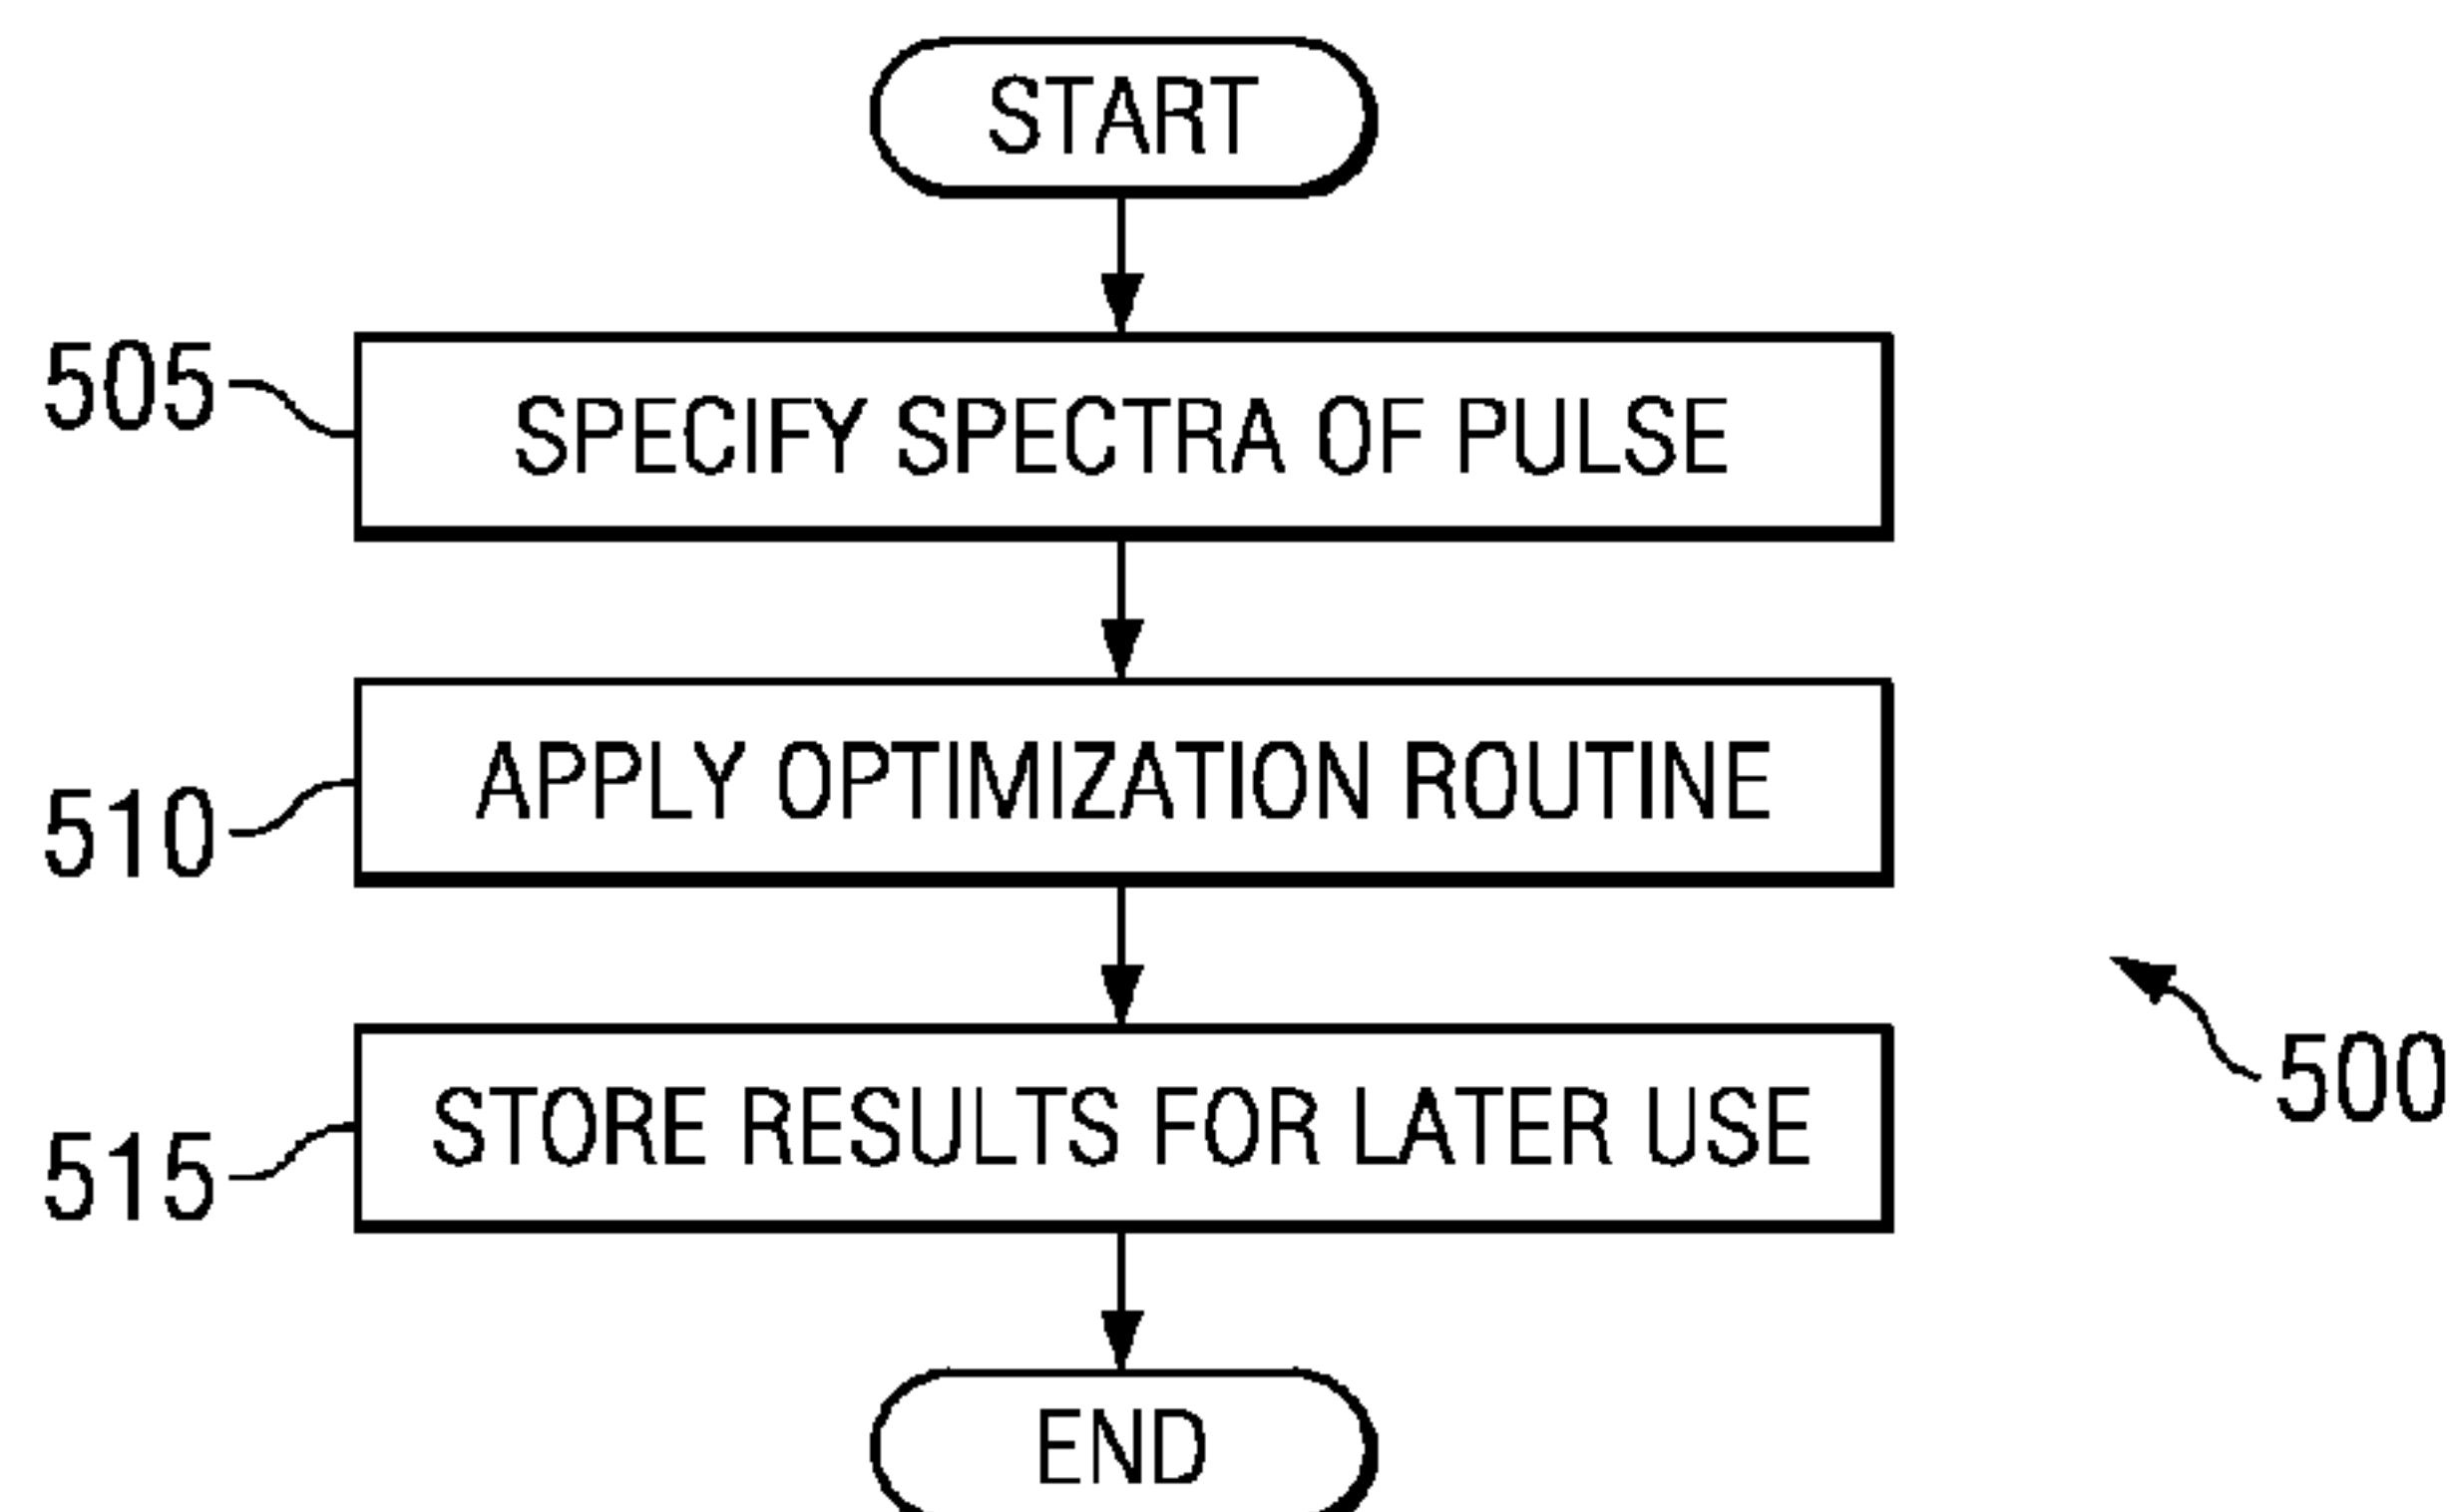 START
505
SPECIFY SPECTRA OF PULSE
510
APPLY OPTIMIZATION ROUTINE
515
STORE RESULTS FOR LATER USE
500
END